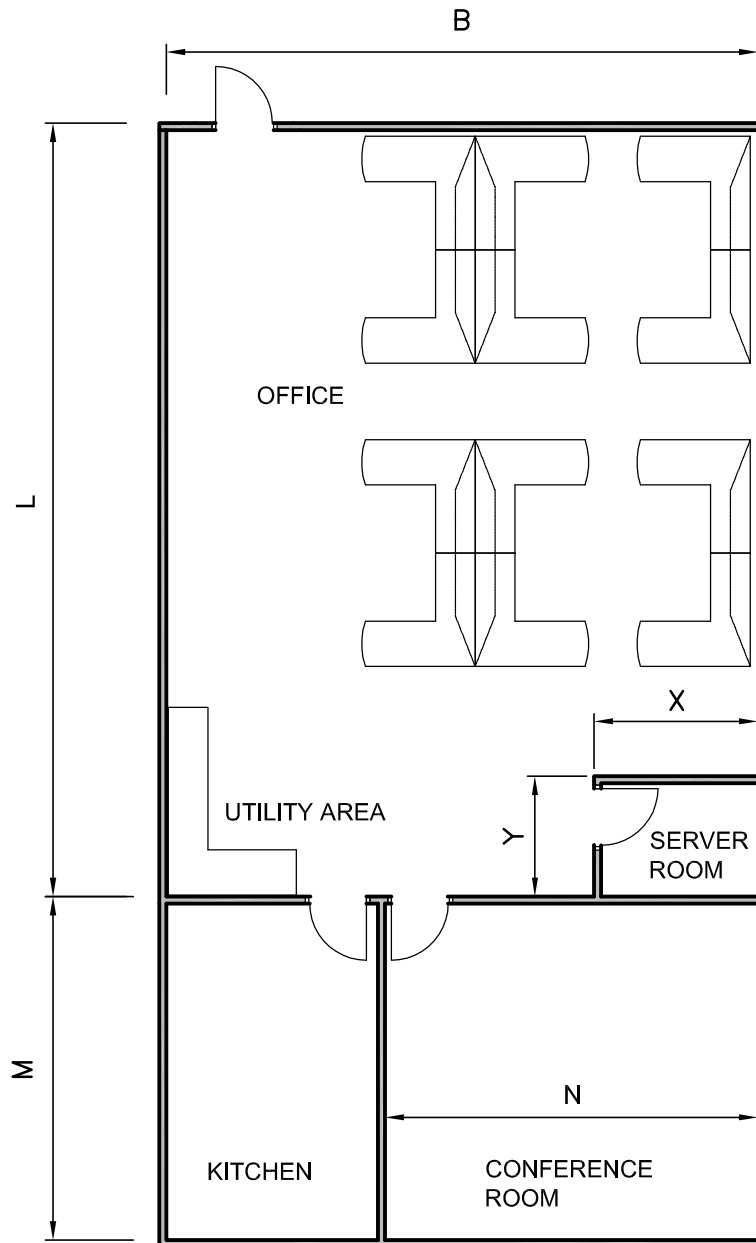 B
OFFICE
L
X
UTILITY AREA
Y
SERVER
ROOM
M
N
KITCHEN
CONFERENCE
ROOM